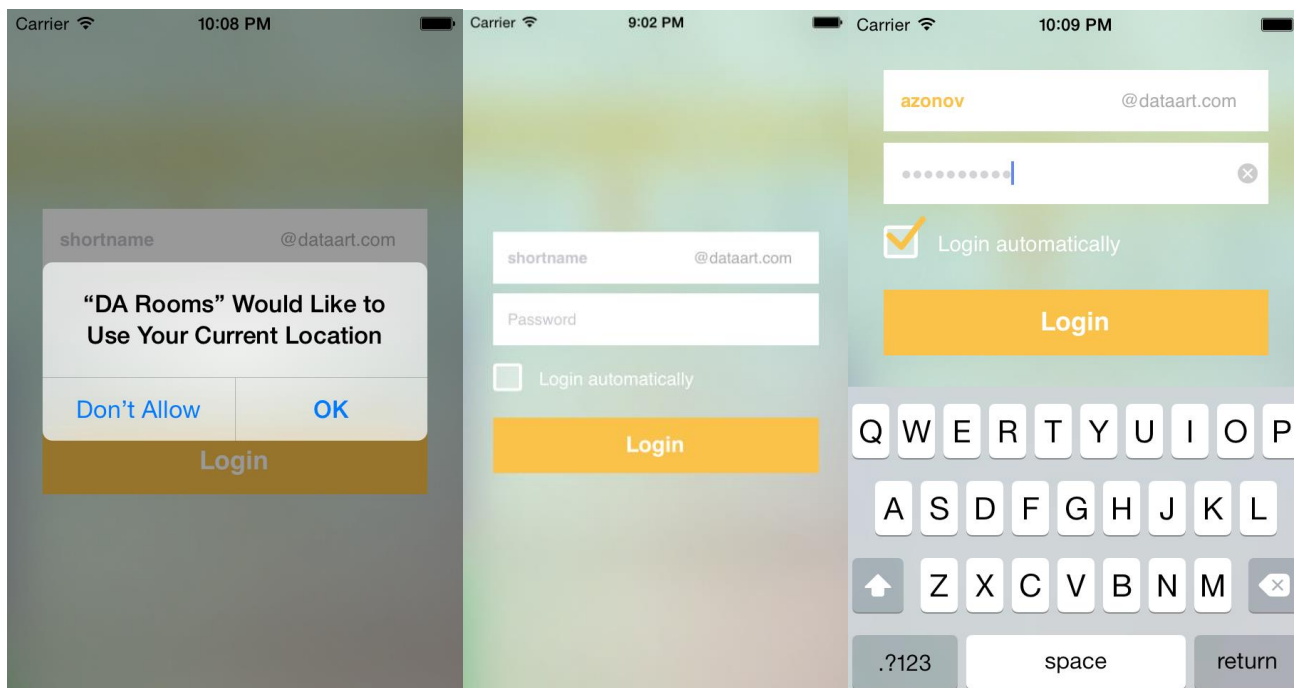 Carrier 10:08 PM
shortname @dataart.com
“DA Rooms” Would Like to
Use Your Current Location
Don’t Allow OK
Login
Carrier 9:02 PM
shortname @dataart.com
Password
Login automatically
Login
Carrier 10:09 PM
azonov @dataart.com
Login automatically
Login
Q W E R T Y U I O P
A S D F G H J K L
Z X C V B N M
.?123 space return